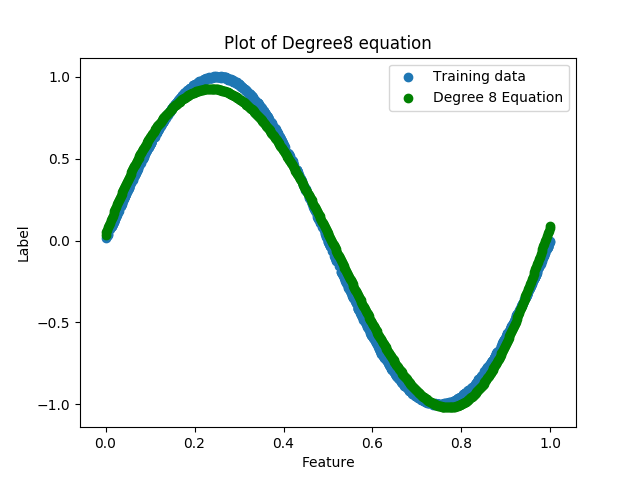 Plot of Degree8 equation
Training data
Degree 8 Equation
1.0
0.5
0.0
−0.5
−1.0
Label
0.0 0.2 0.4 0.6 0.8 1.0
Feature